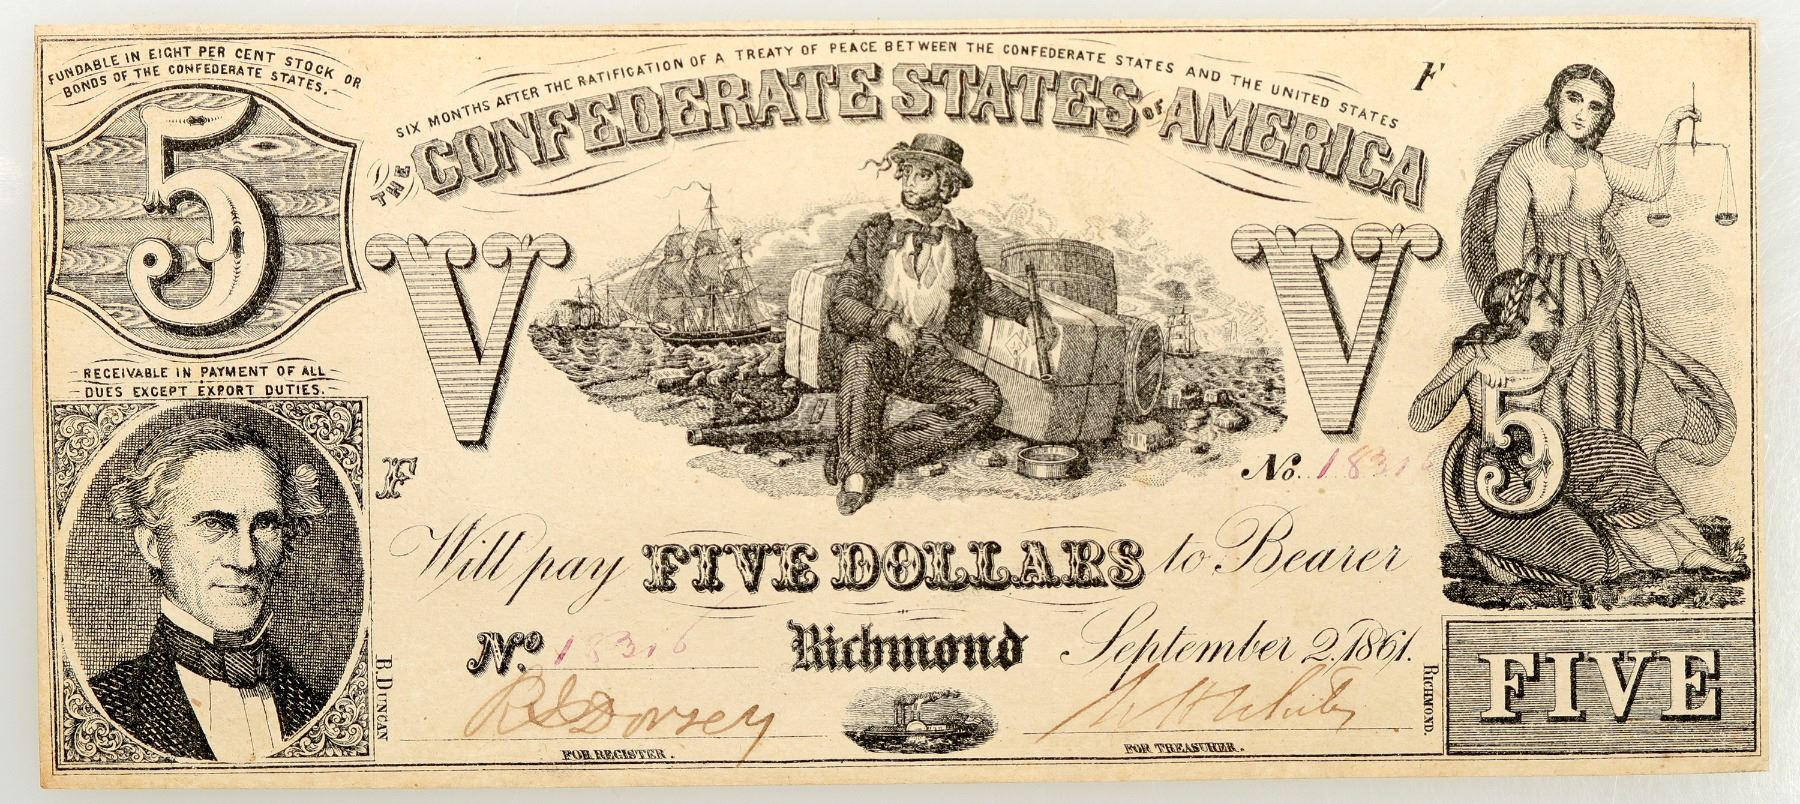 FUNDABLE IN EIGHT PER CENT STOCK OR
BONDS OF THE CONFEDERATE STATES.
SIX MONTHS AFTER THE RATIFICATION OF A TREATY OF PEACE BETWEEN THE CONFEDERATE STATES AND THE UNITED STATES
F
THE CONFEDERATE STATES OF AMERICA
5
V
V
RECEIVABLE IN PAYMENT OF ALL
DUES EXCEPT EXPORT DUTIES.
5
F
No. 18316
Will pay FIVE DOLLARS to Bearer
No. 18316
Richmond September 2, 1861.
B. DUNCAN
RICHMOND.
FIVE
R S Dorsey
FOR REGISTER.
FOR TREASURER.